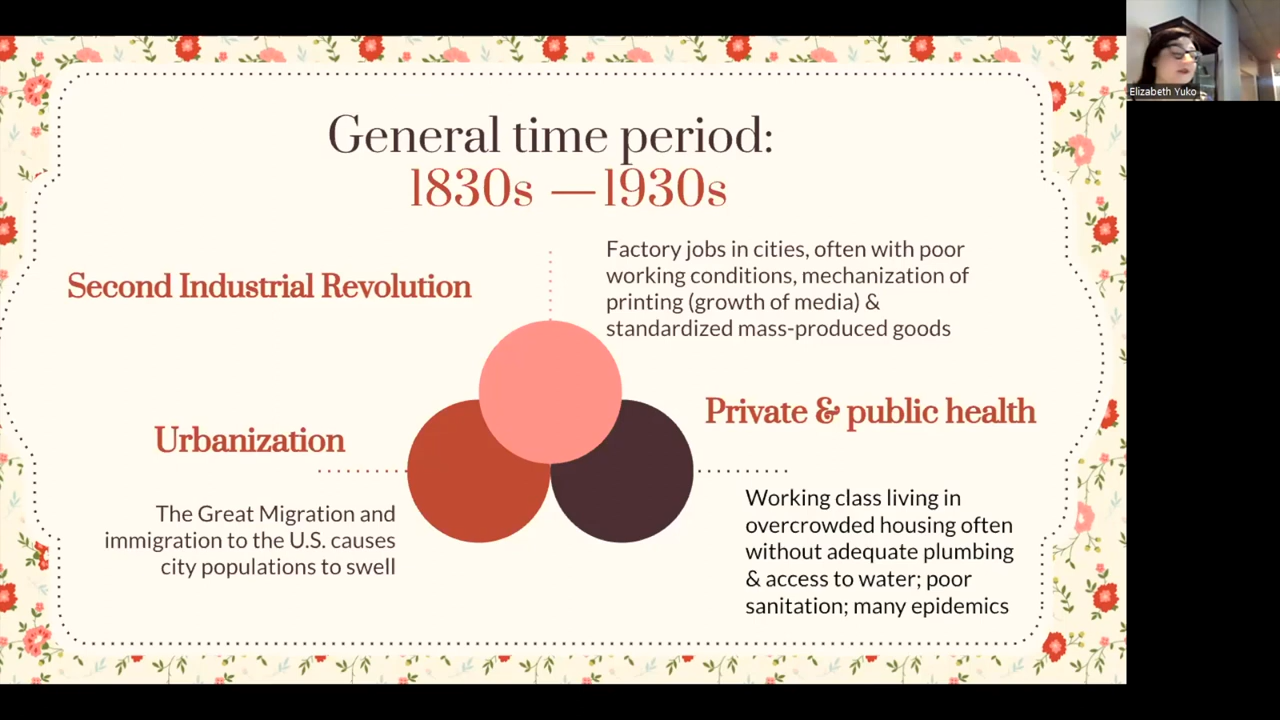 General time period:
1830s — 1930s
Second Industrial Revolution
Factory jobs in cities, often with poor
working conditions, mechanization of
printing (growth of media) &
standardized mass-produced goods
Urbanization
The Great Migration and
immigration to the U.S. causes
city populations to swell
Private & public health
Working class living in
overcrowded housing often
without adequate plumbing
& access to water; poor
sanitation; many epidemics
Elizabeth Yuko